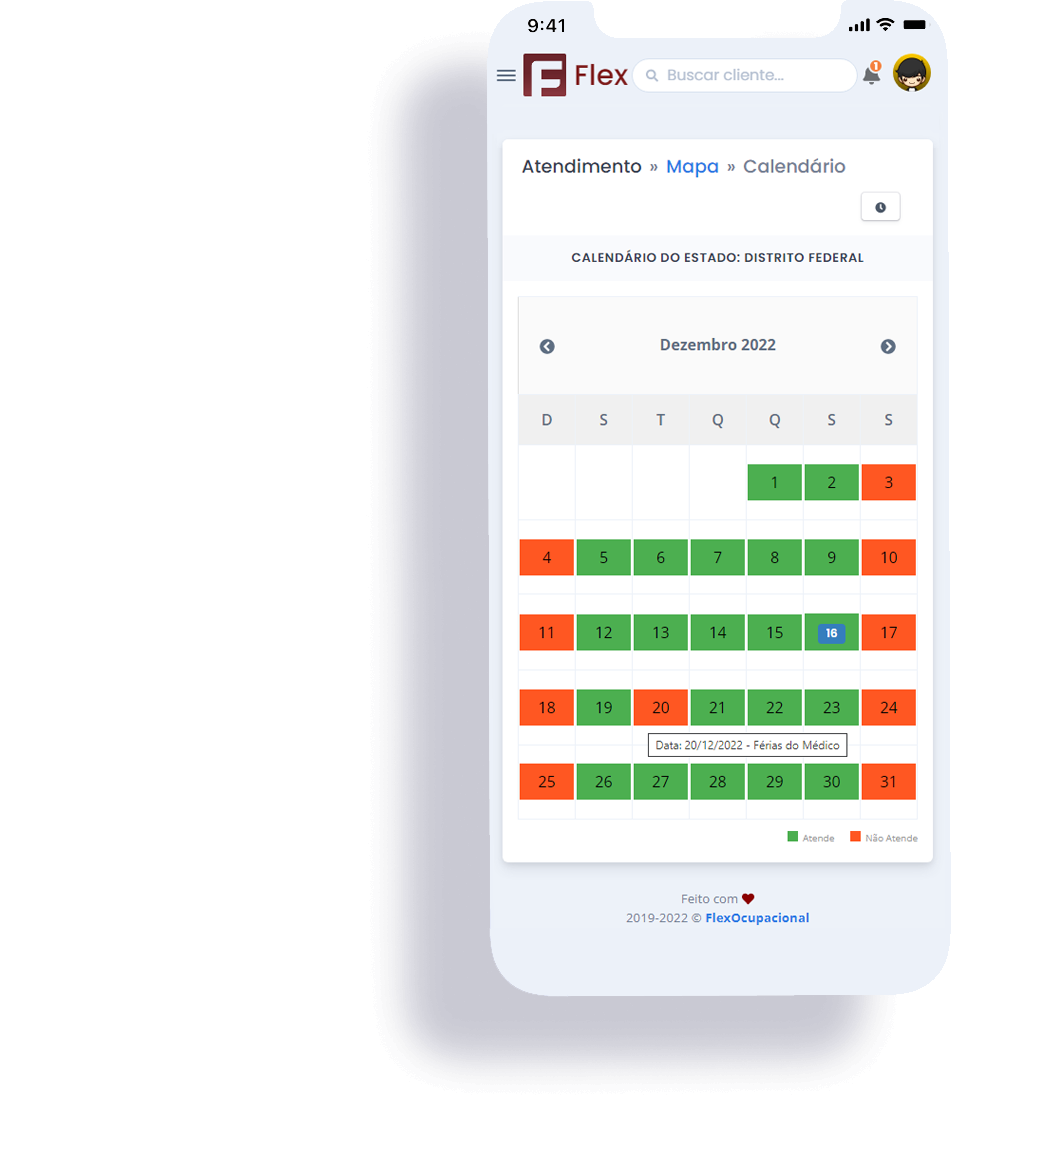 9:41
Flex
Buscar cliente...
1
Atendimento » Mapa » Calendário
CALENDÁRIO DO ESTADO: DISTRITO FEDERAL
Dezembro 2022
D S T Q Q S S
1 2 3
4 5 6 7 8 9 10
11 12 13 14 15 16 17
18 19 20 21 22 23 24
Data: 20/12/2022 - Férias do Médico
25 26 27 28 29 30 31
Atende Não Atende
Feito com
2019-2022 © FlexOcupacional